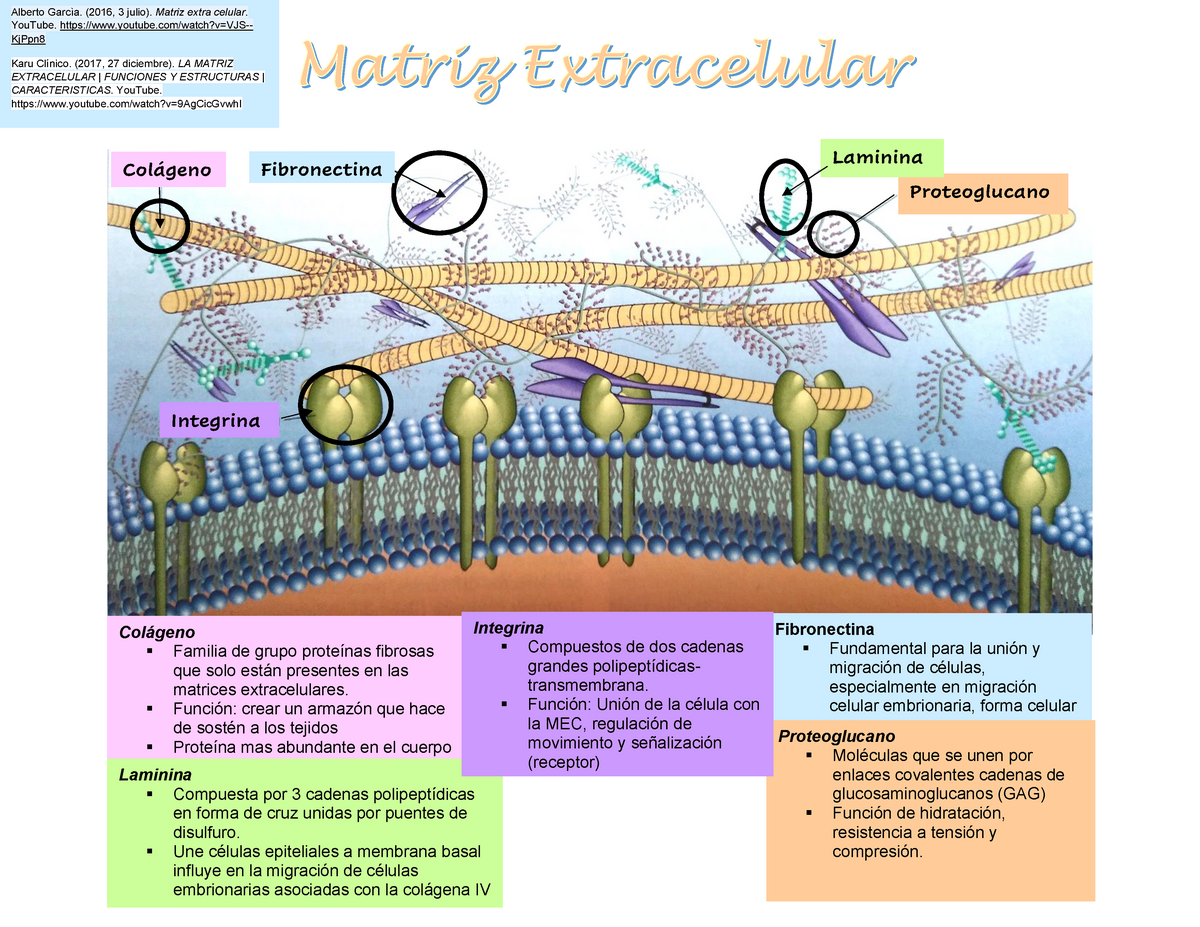 Alberto Garcia. (2016, 3 julio). Matriz extra celular.
YouTube. https://www.youtube.com/watch?v=VJS--
KjPpn8
Karu Clínico. (2017, 27 diciembre). LA MATRIZ
EXTRACELULAR | FUNCIONES Y ESTRUCTURAS |
CARACTERISTICAS. YouTube.
https://www.youtube.com/watch?v=9AgCicGvwhI
Matríz Extracelular
Colágeno
Fibronectina
Laminina
Proteoglucano
Integrina
Colágeno
▪ Familia de grupo proteínas fibrosas
que solo están presentes en las
matrices extracelulares.
▪ Función: crear un armazón que hace
de sostén a los tejidos
▪ Proteína mas abundante en el cuerpo
Laminina
▪ Compuesta por 3 cadenas polipeptídicas
en forma de cruz unidas por puentes de
disulfuro.
▪ Une células epiteliales a membrana basal
influye en la migración de células
embrionarias asociadas con la colágena IV
Integrina
▪ Compuestos de dos cadenas
grandes polipeptídicas-
transmembrana.
▪ Función: Unión de la célula con
la MEC, regulación de
movimiento y señalización
(receptor)
Fibronectina
▪ Fundamental para la unión y
migración de células,
especialmente en migración
celular embrionaria, forma celular
Proteoglucano
▪ Moléculas que se unen por
enlaces covalentes cadenas de
glucosaminoglucanos (GAG)
▪ Función de hidratación,
resistencia a tensión y
compresión.